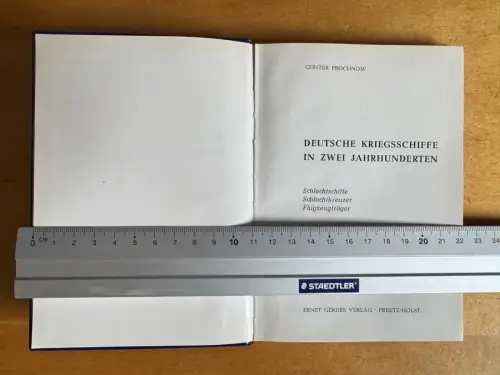 GÜNTER PROCHNOW
DEUTSCHE KRIEGSSCHIFFE
IN ZWEI JAHRHUNDERTEN
Schlachtschiffe
Schlachtkreuzer
Flugzeugträger
0 CM 1 2 3 4 5 6 7 8 9 10 11 12 13 14 15 16 17 18 19 20 21 22 23 24
STAEDTLER
ERNST GERDES VERLAG · PREETZ/HOLST.